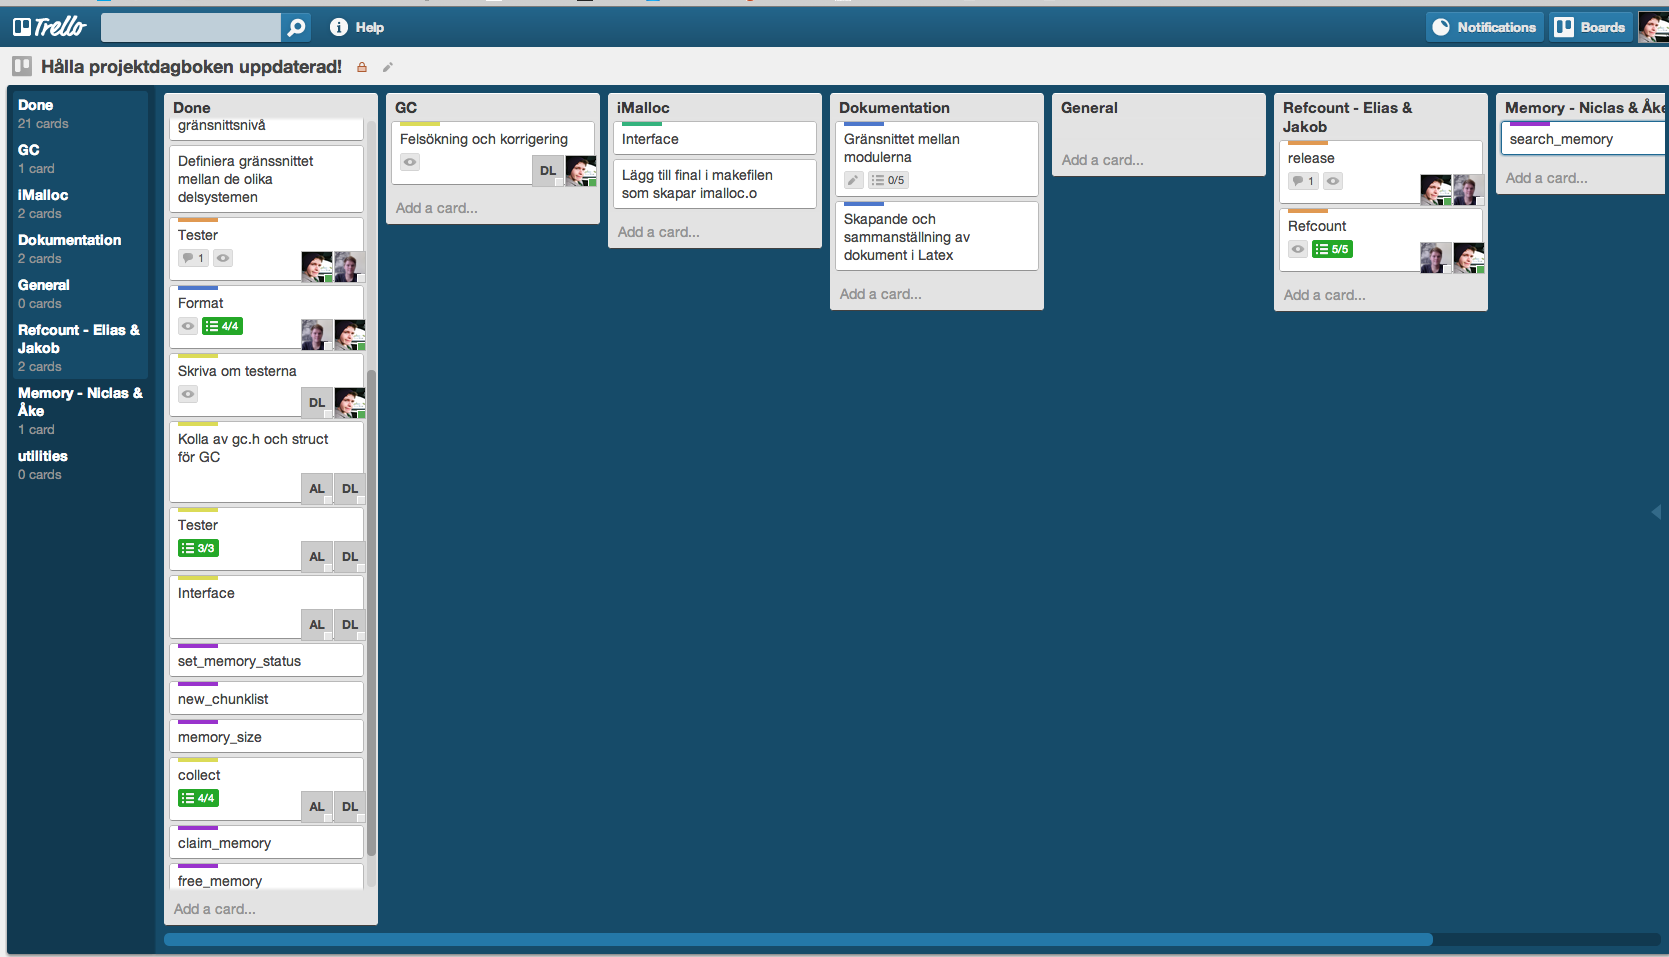 Trello
Help
Notifications
Boards
Hålla projektdagboken uppdaterad!
Done
21 cards
GC
1 card
iMalloc
2 cards
Dokumentation
2 cards
General
0 cards
Refcount - Elias &
Jakob
2 cards
Memory - Niclas &
Åke
1 card
utilities
0 cards
Done
gränsnittsnivå
Definiera gränssnittet
mellan de olika
delsystemen
Tester
1
Format
4/4
Skriva om testerna
DL
Kolla av gc.h och struct
för GC
AL DL
Tester
3/3
AL DL
Interface
AL DL
set_memory_status
new_chunklist
memory_size
collect
4/4
AL DL
claim_memory
free_memory
Add a card...
GC
Felsökning och korrigering
DL
Add a card...
iMalloc
Interface
Lägg till final i makefilen
som skapar imalloc.o
Add a card...
Dokumentation
Gränsnittet mellan
modulerna
0/5
Skapande och
sammanställning av
dokument i Latex
Add a card...
General
Add a card...
Refcount - Elias &
Jakob
release
1
Refcount
5/5
Add a card...
Memory - Niclas & Åke
search_memory
Add a card...